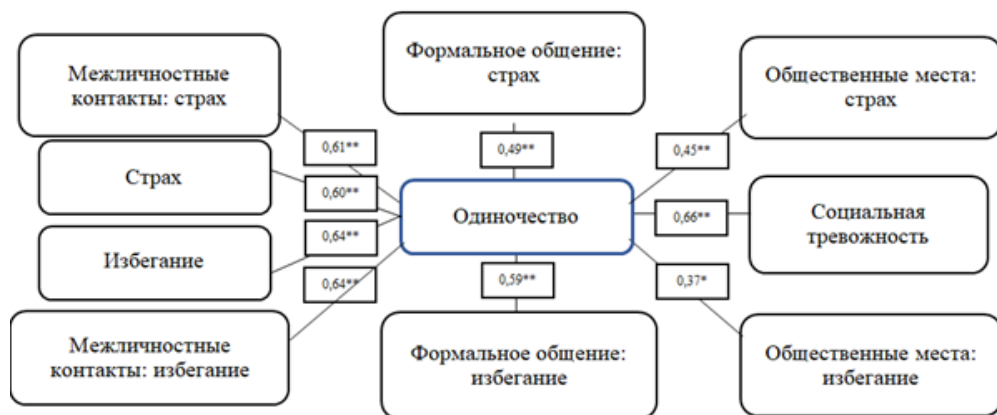 Межличностные
контакты: страх
Формальное общение:
страх
Общественные места:
страх
0,61**
0,49**
0,45**
Страх
0,60**
Одиночество
0,66**
Социальная
тревожность
Избегание
0,64**
0,64**
0,59**
0,37*
Межличностные
контакты: избегание
Формальное общение:
избегание
Общественные места:
избегание